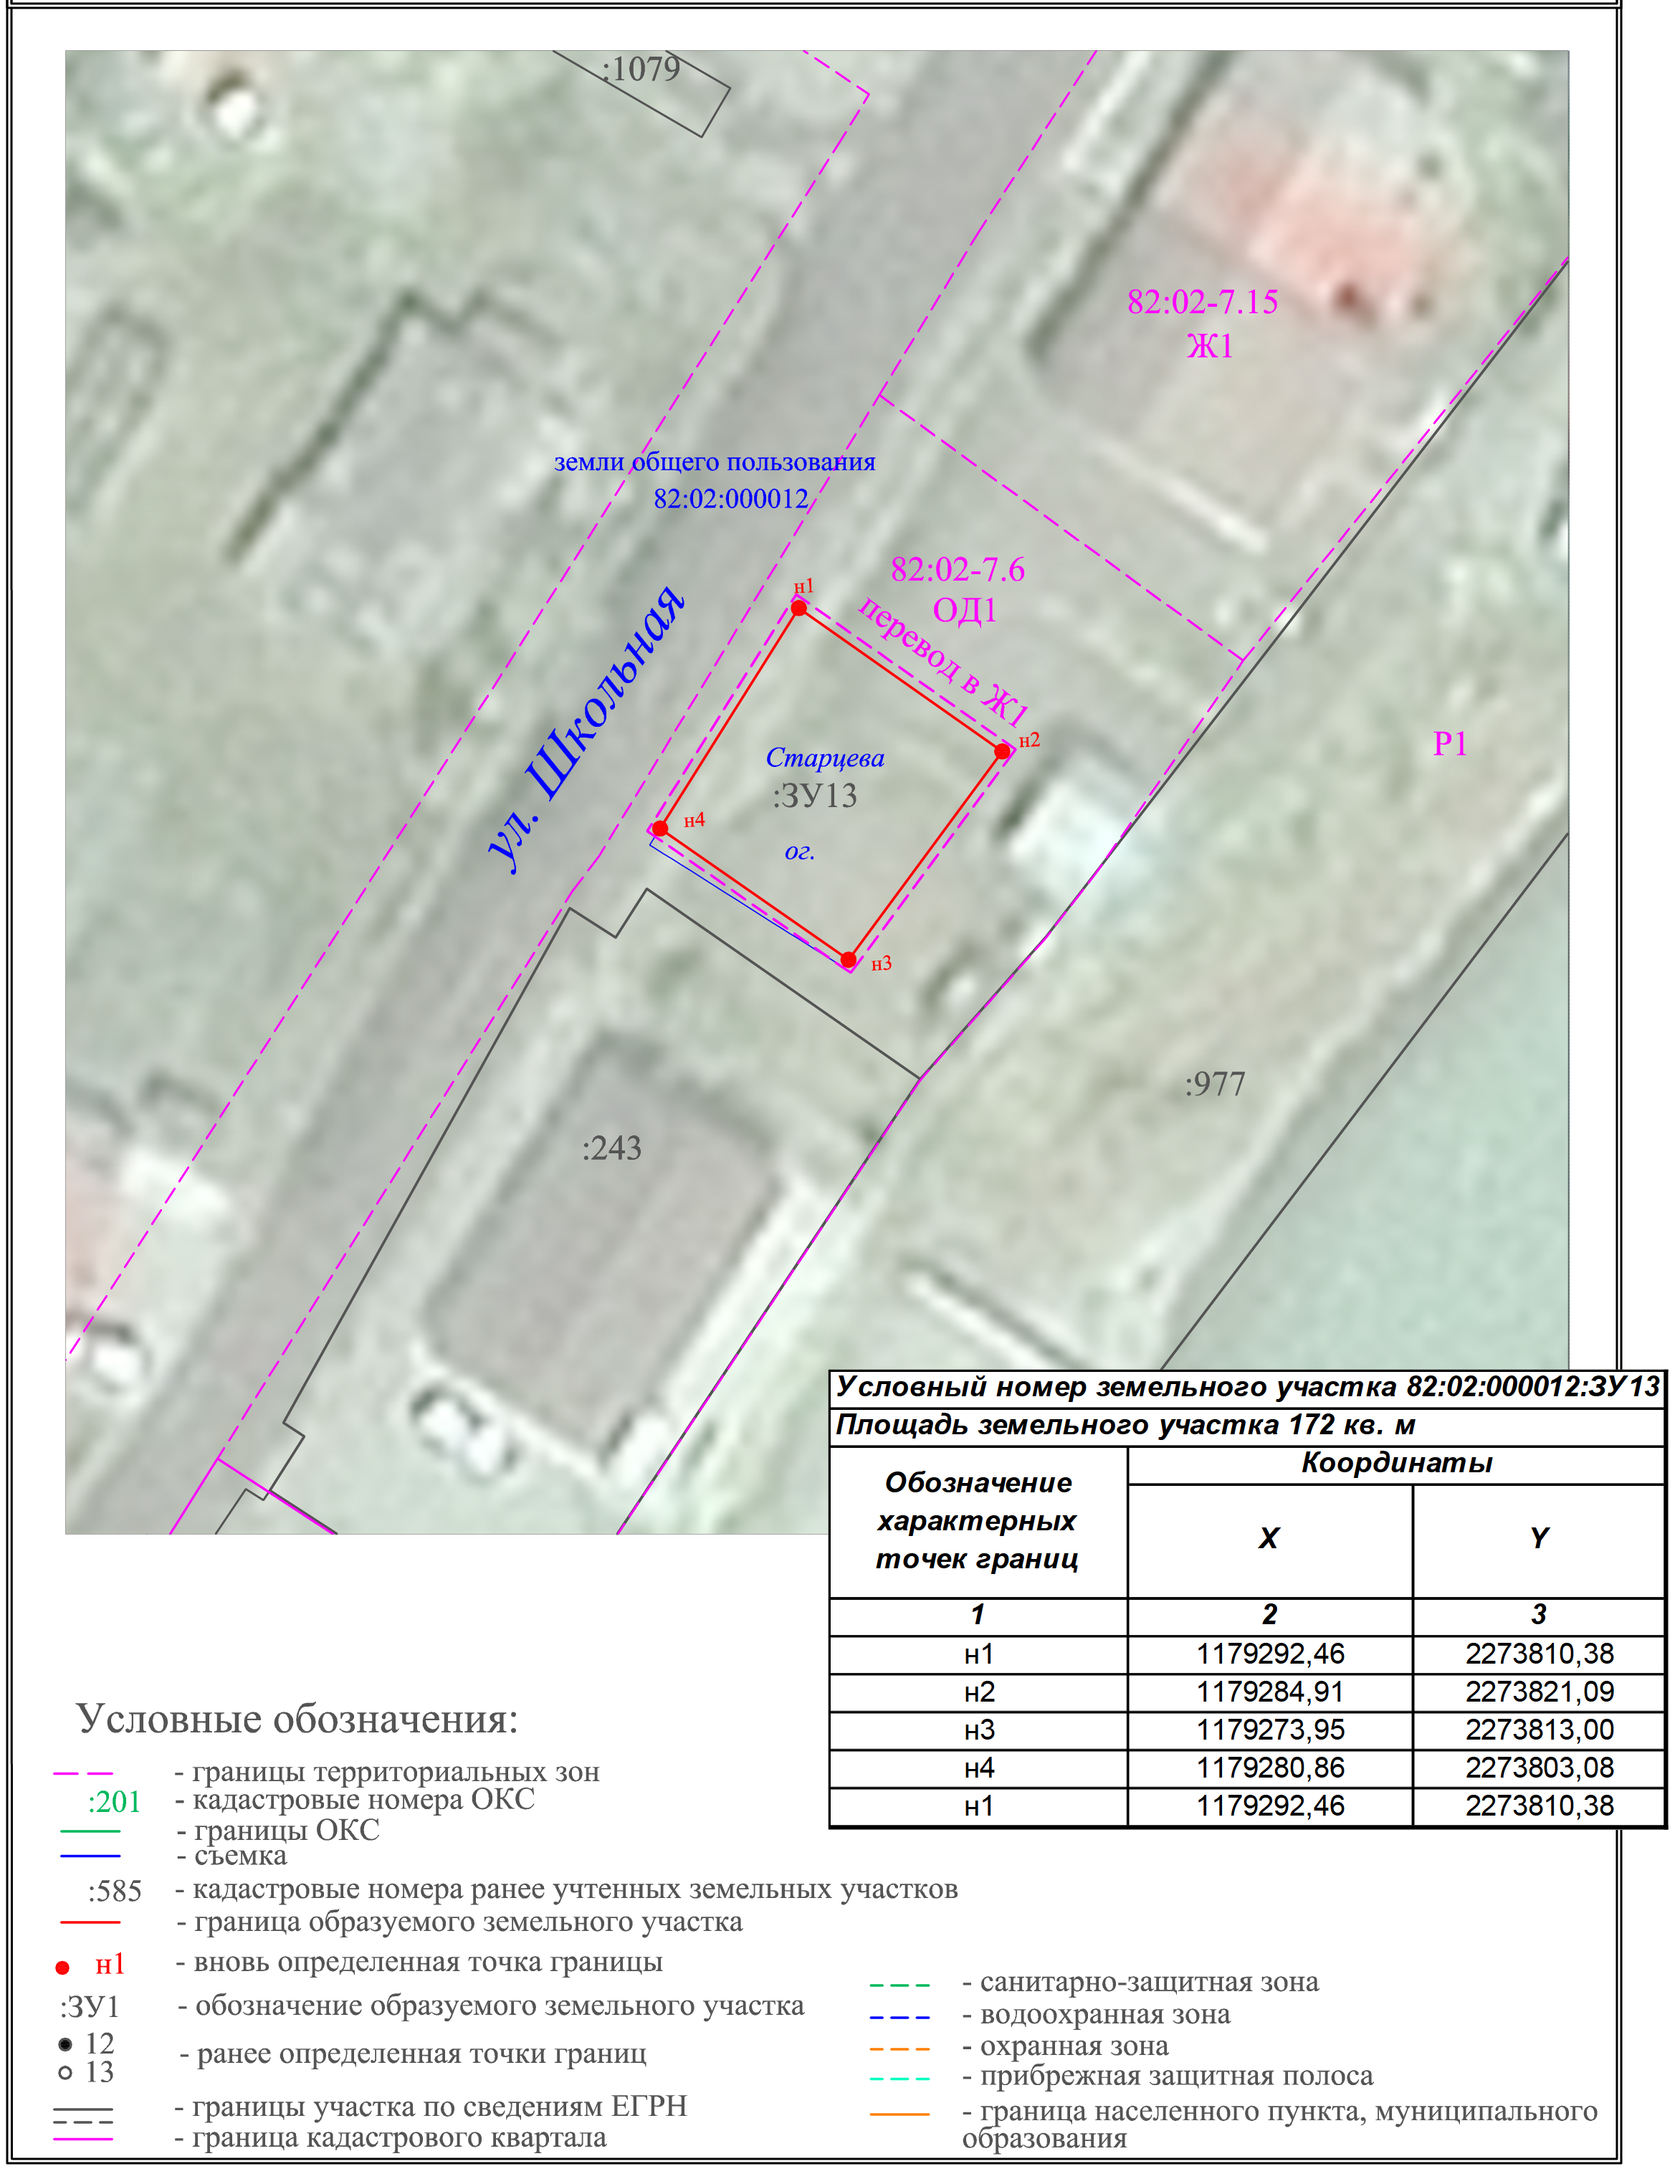 :1079
82:02-7.15
Ж1
земли общего пользования
82:02:000012
82:02-7.6
ОД1
н1
перевод в Ж1
ул. Школьная
н2
Р1
Старцева
:ЗУ13
н4
ог.
н3
:977
:243
Условный номер земельного участка 82:02:000012:ЗУ13
Площадь земельного участка 172 кв. м
Обозначение
характерных
точек границ
Координаты
X
Y
1 2 3
н1 1179292,46 2273810,38
н2 1179284,91 2273821,09
н3 1179273,95 2273813,00
н4 1179280,86 2273803,08
н1 1179292,46 2273810,38
Условные обозначения:
- границы территориальных зон
:201 - кадастровые номера ОКС
- границы ОКС
- съемка
:585 - кадастровые номера ранее учтенных земельных участков
- граница образуемого земельного участка
н1 - вновь определенная точка границы
:ЗУ1 - обозначение образуемого земельного участка
12
13
- ранее определенная точки границ
- границы участка по сведениям ЕГРН
- граница кадастрового квартала
- санитарно-защитная зона
- водоохранная зона
- охранная зона
- прибрежная защитная полоса
- граница населенного пункта, муниципального
образования